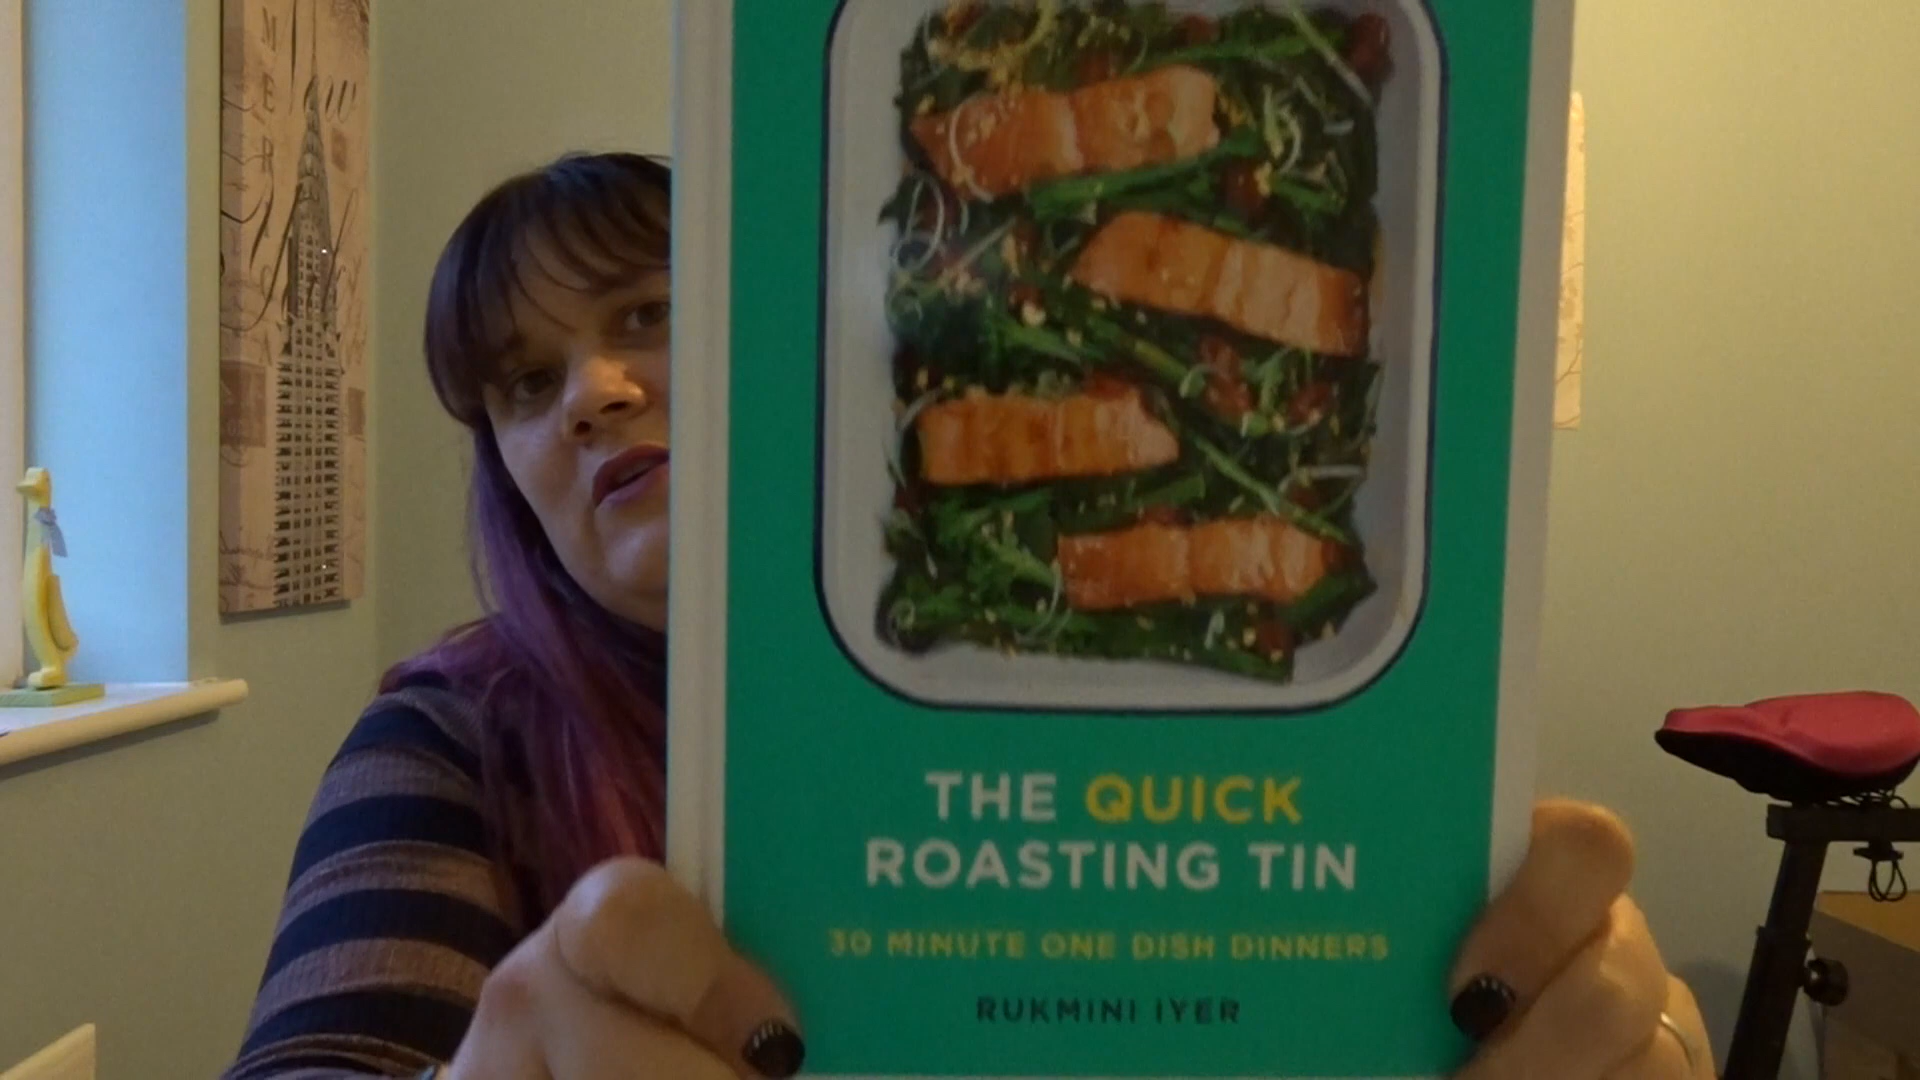 THE QUICK
ROASTING TIN
30 MINUTE ONE DISH DINNERS
RUKMINI IYER